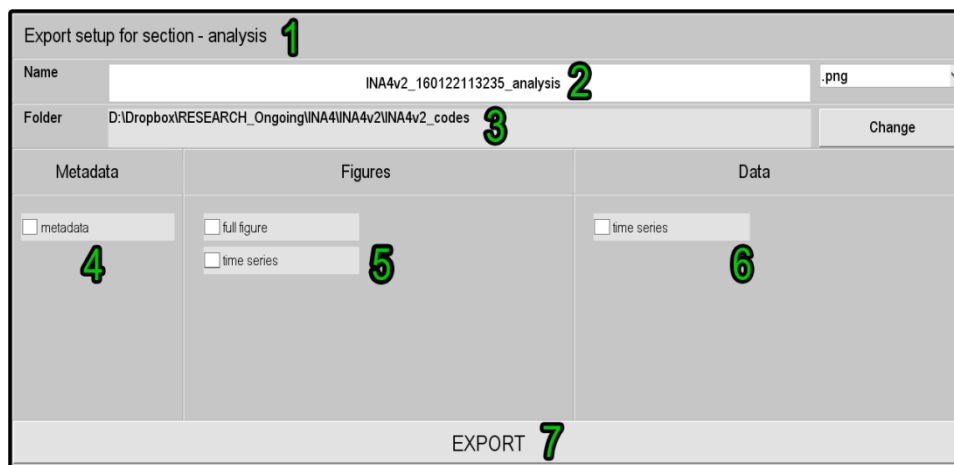 Export setup for section - analysis 1
Name INA4v2_160122113235_analysis 2 .png
Folder D:\Dropbox\RESEARCH_Ongoing\INA4\INA4v2\INA4v2_codes 3 Change
Metadata Figures Data
metadata full figure time series
4 time series 5 6
EXPORT 7